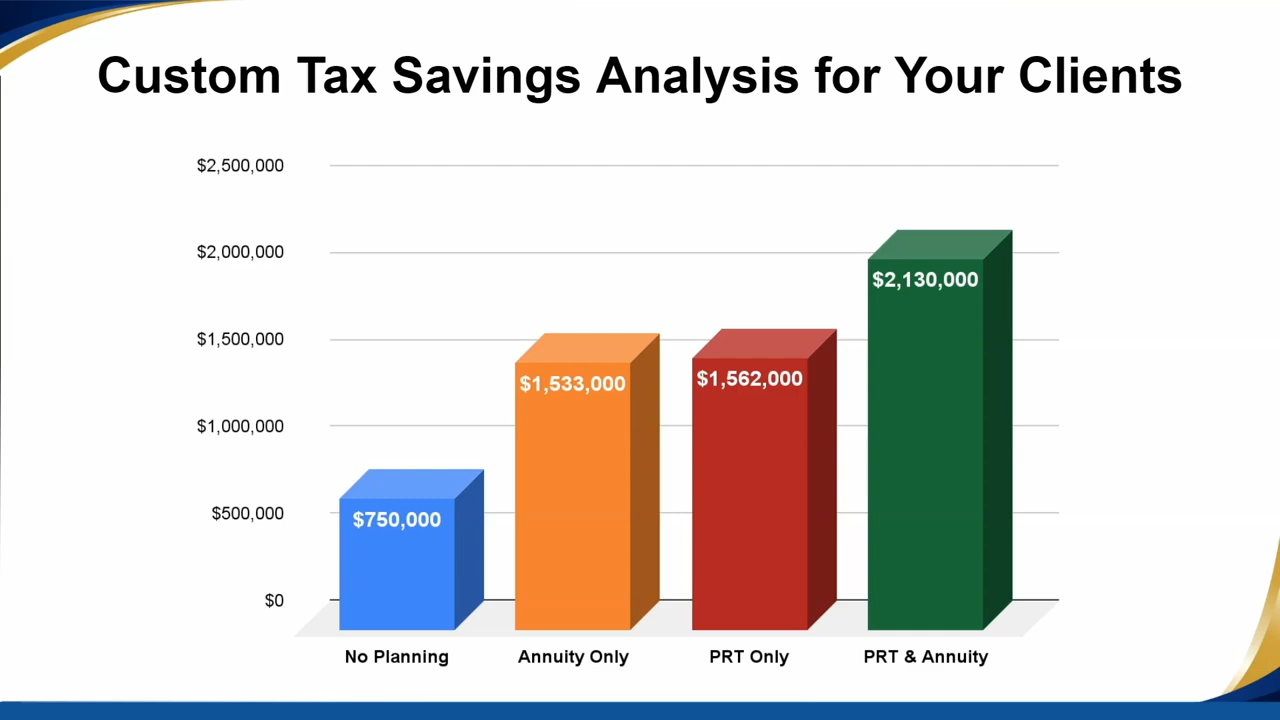 Custom Tax Savings Analysis for Your Clients
$2,500,000
$2,000,000
$1,500,000
$1,000,000
$500,000
$0
$750,000
$1,533,000
$1,562,000
$2,130,000
No Planning
Annuity Only
PRT Only
PRT & Annuity